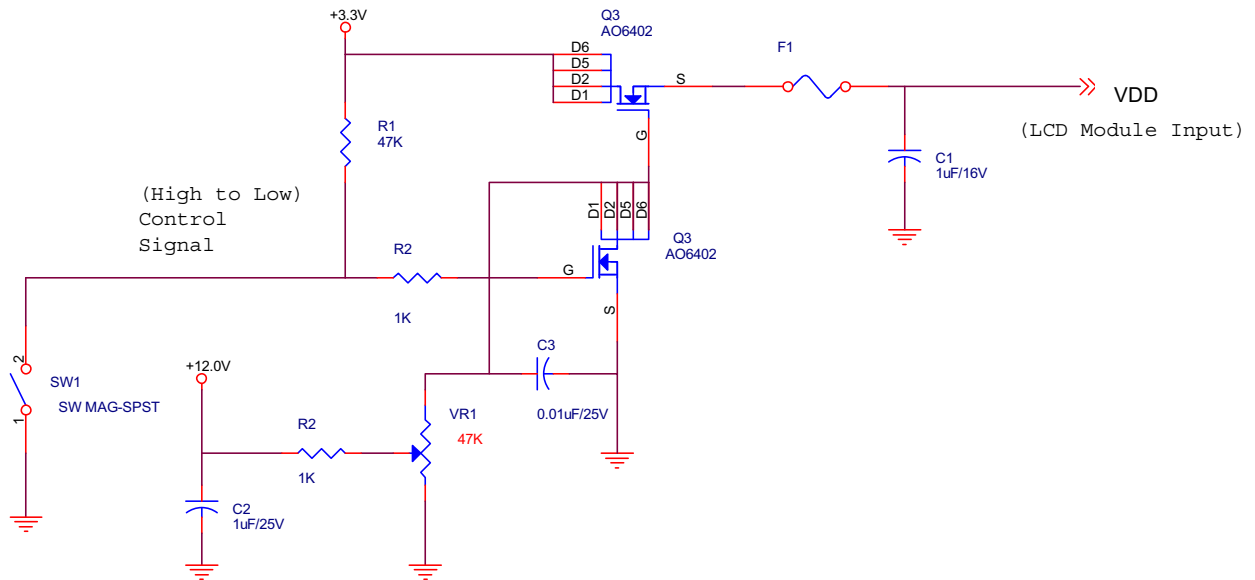 +3.3V
Q3
AO6402
D6
D5
D2
D1
S
G
F1
VDD
(LCD Module Input)
R1
47K
C1
1uF/16V
(High to Low)
Control
Signal
D1
D2
D5
D6
Q3
AO6402
R2
1K
G
S
C3
0.01uF/25V
+12.0V
2
1
SW1
SW MAG-SPST
R2
1K
VR1
47K
C2
1uF/25V